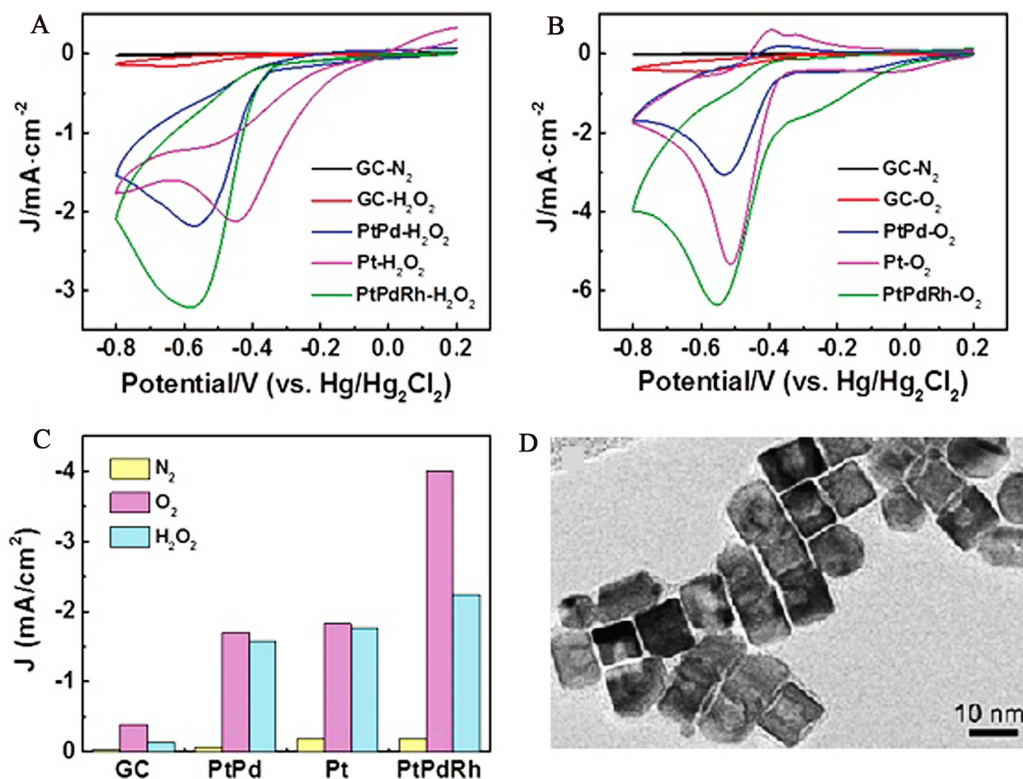 A
0
-1
-2
-3
J/mA·cm⁻²
GC-N₂
GC-H₂O₂
PtPd-H₂O₂
Pt-H₂O₂
PtPdRh-H₂O₂
-0.8 -0.6 -0.4 -0.2 0.0 0.2
Potential/V (vs. Hg/Hg₂Cl₂)
B
0
-2
-4
-6
J/mA·cm⁻²
GC-N₂
GC-O₂
PtPd-O₂
Pt-O₂
PtPdRh-O₂
-0.8 -0.6 -0.4 -0.2 0.0 0.2
Potential/V (vs. Hg/Hg₂Cl₂)
C
-4
-4
-2
-1
0
J (mA/cm²)
N₂
O₂
H₂O₂
GC PtPd Pt PtPdRh
D
10 nm